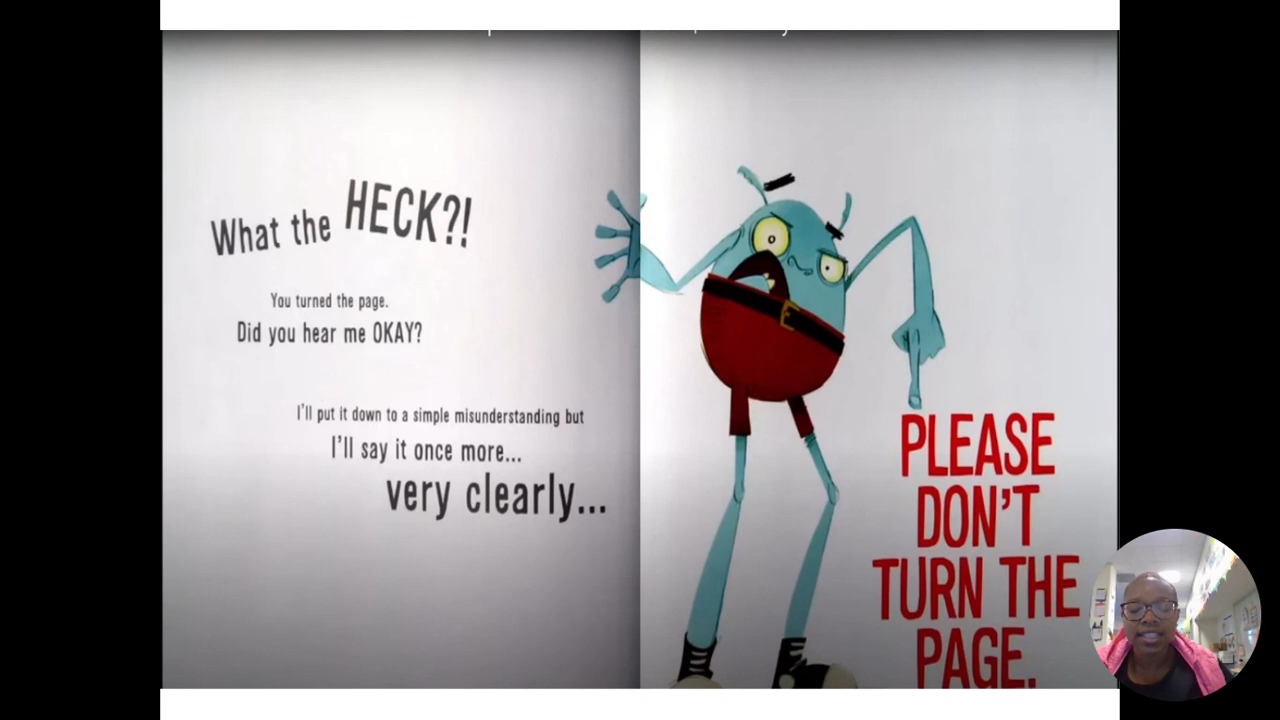 What the HECK?!
You turned the page.
Did you hear me OKAY?
I'll put it down to a simple misunderstanding but
I'll say it once more...
very clearly...
PLEASE
DON'T
TURN THE
PAGE.